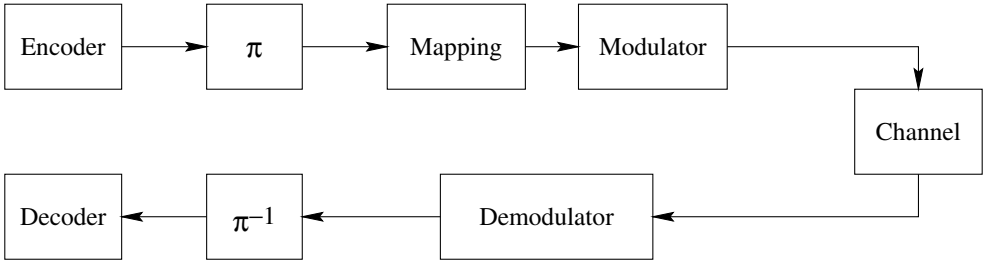 Encoder
π
Mapping
Modulator
Channel
Decoder
π⁻¹
Demodulator